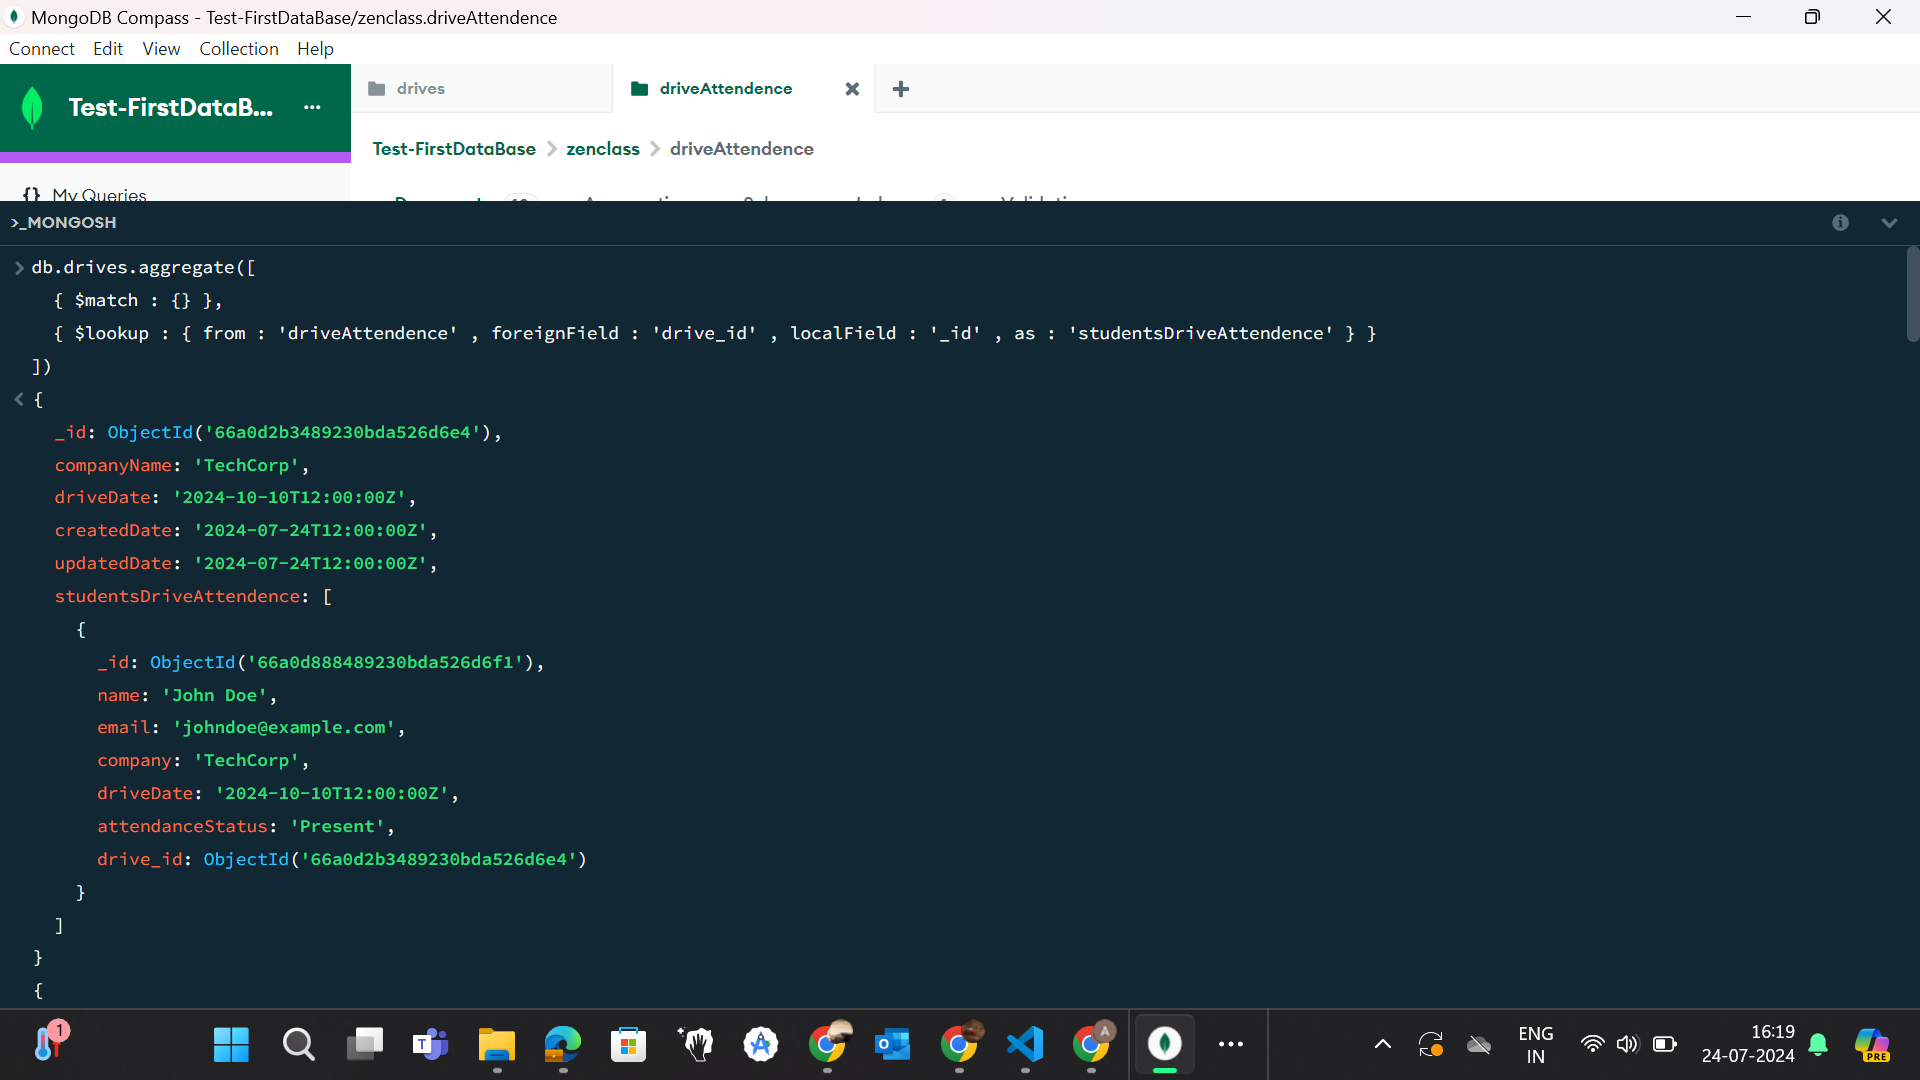 MongoDB Compass - Test-FirstDataBase/zenclass.driveAttendence
Connect Edit View Collection Help
Test-FirstDataB... ...
drives
driveAttendence
Test-FirstDataBase > zenclass > driveAttendence
{} My Queries
>_MONGOSH
> db.drives.aggregate([
{ $match : {} },
{ $lookup : { from : 'driveAttendence' , foreignField : 'drive_id' , localField : '_id' , as : 'studentsDriveAttendence' } }
])
< {
_id: ObjectId('66a0d2b3489230bda526d6e4'),
companyName: 'TechCorp',
driveDate: '2024-10-10T12:00:00Z',
createdDate: '2024-07-24T12:00:00Z',
updatedDate: '2024-07-24T12:00:00Z',
studentsDriveAttendence: [
{
_id: ObjectId('66a0d888489230bda526d6f1'),
name: 'John Doe',
email: 'johndoe@example.com',
company: 'TechCorp',
driveDate: '2024-10-10T12:00:00Z',
attendanceStatus: 'Present',
drive_id: ObjectId('66a0d2b3489230bda526d6e4')
}
]
}
{
1
A
ENG
IN
16:19
24-07-2024
PRE